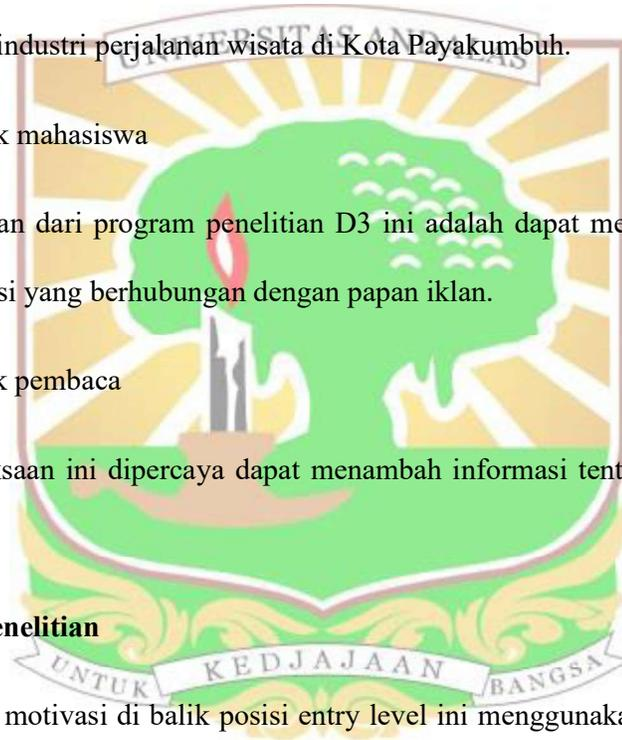 UNIVERSITAS ANDALAS
industri perjalanan wisata di Kota Payakumbuh.
k mahasiswa
an dari program penelitian D3 ini adalah dapat me
si yang berhubungan dengan papan iklan.
k pembaca
saan ini dipercaya dapat menambah informasi tent
enelitian
UNTUK KEDJAJAAN BANGSA
motivasi di balik posisi entry level ini menggunaka